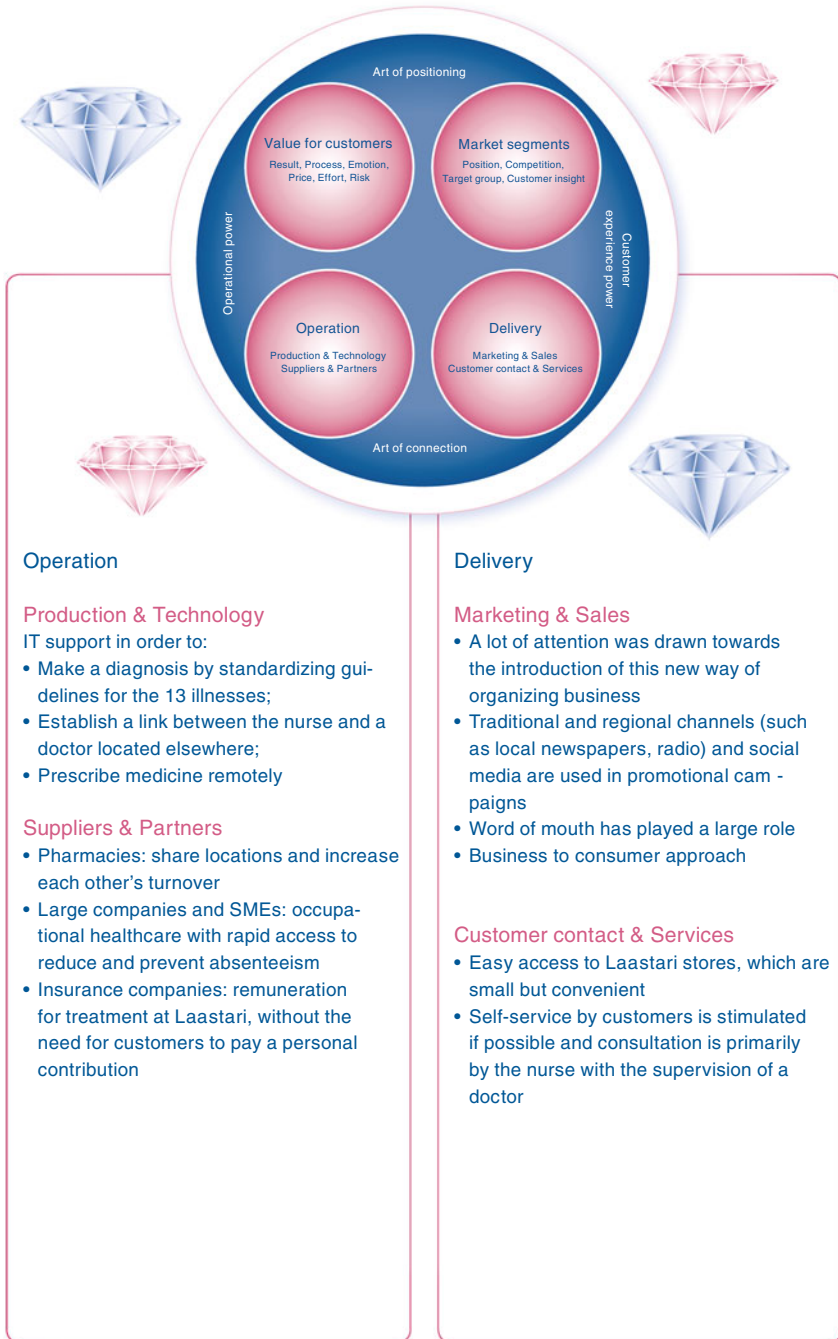 Art of positioning
Value for customers
Result, Process, Emotion,
Price, Effort, Risk
Market segments
Position, Competition,
Target group, Customer insight
Operational power
Customer
experience power
Operation
Production & Technology
Suppliers & Partners
Delivery
Marketing & Sales
Customer contact & Services
Art of connection
Operation
Production & Technology
IT support in order to:
• Make a diagnosis by standardizing gui-
delines for the 13 illnesses;
• Establish a link between the nurse and a
doctor located elsewhere;
• Prescribe medicine remotely
Suppliers & Partners
• Pharmacies: share locations and increase
each other's turnover
• Large companies and SMEs: occupa-
tional healthcare with rapid access to
reduce and prevent absenteeism
• Insurance companies: remuneration
for treatment at Laastari, without the
need for customers to pay a personal
contribution
Delivery
Marketing & Sales
• A lot of attention was drawn towards
the introduction of this new way of
organizing business
• Traditional and regional channels (such
as local newspapers, radio) and social
media are used in promotional cam -
paigns
• Word of mouth has played a large role
• Business to consumer approach
Customer contact & Services
• Easy access to Laastari stores, which are
small but convenient
• Self-service by customers is stimulated
if possible and consultation is primarily
by the nurse with the supervision of a
doctor